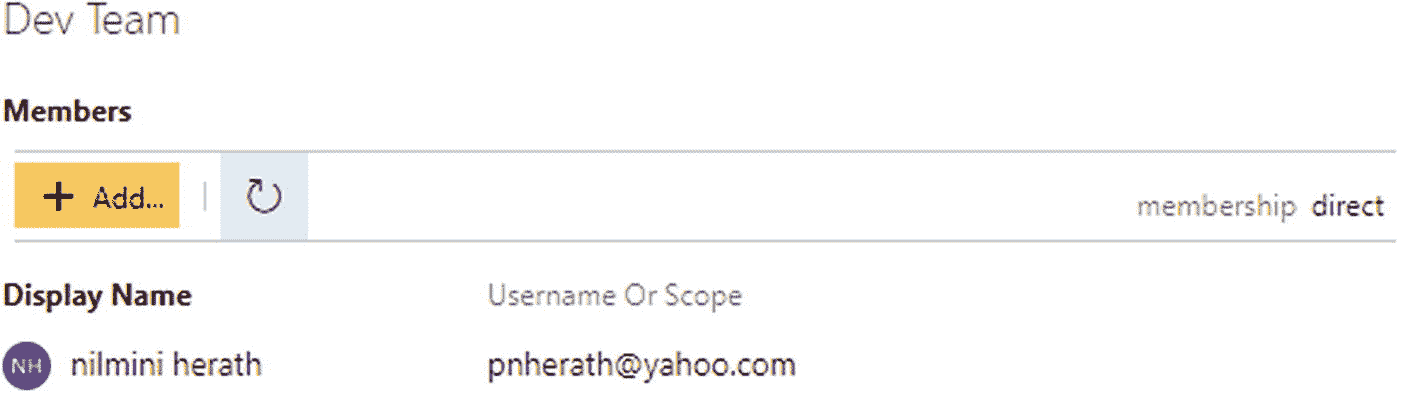 Dev Team
Members
+ Add... | membership direct
Display Name Username Or Scope
NH nilmini herath pnherath@yahoo.com